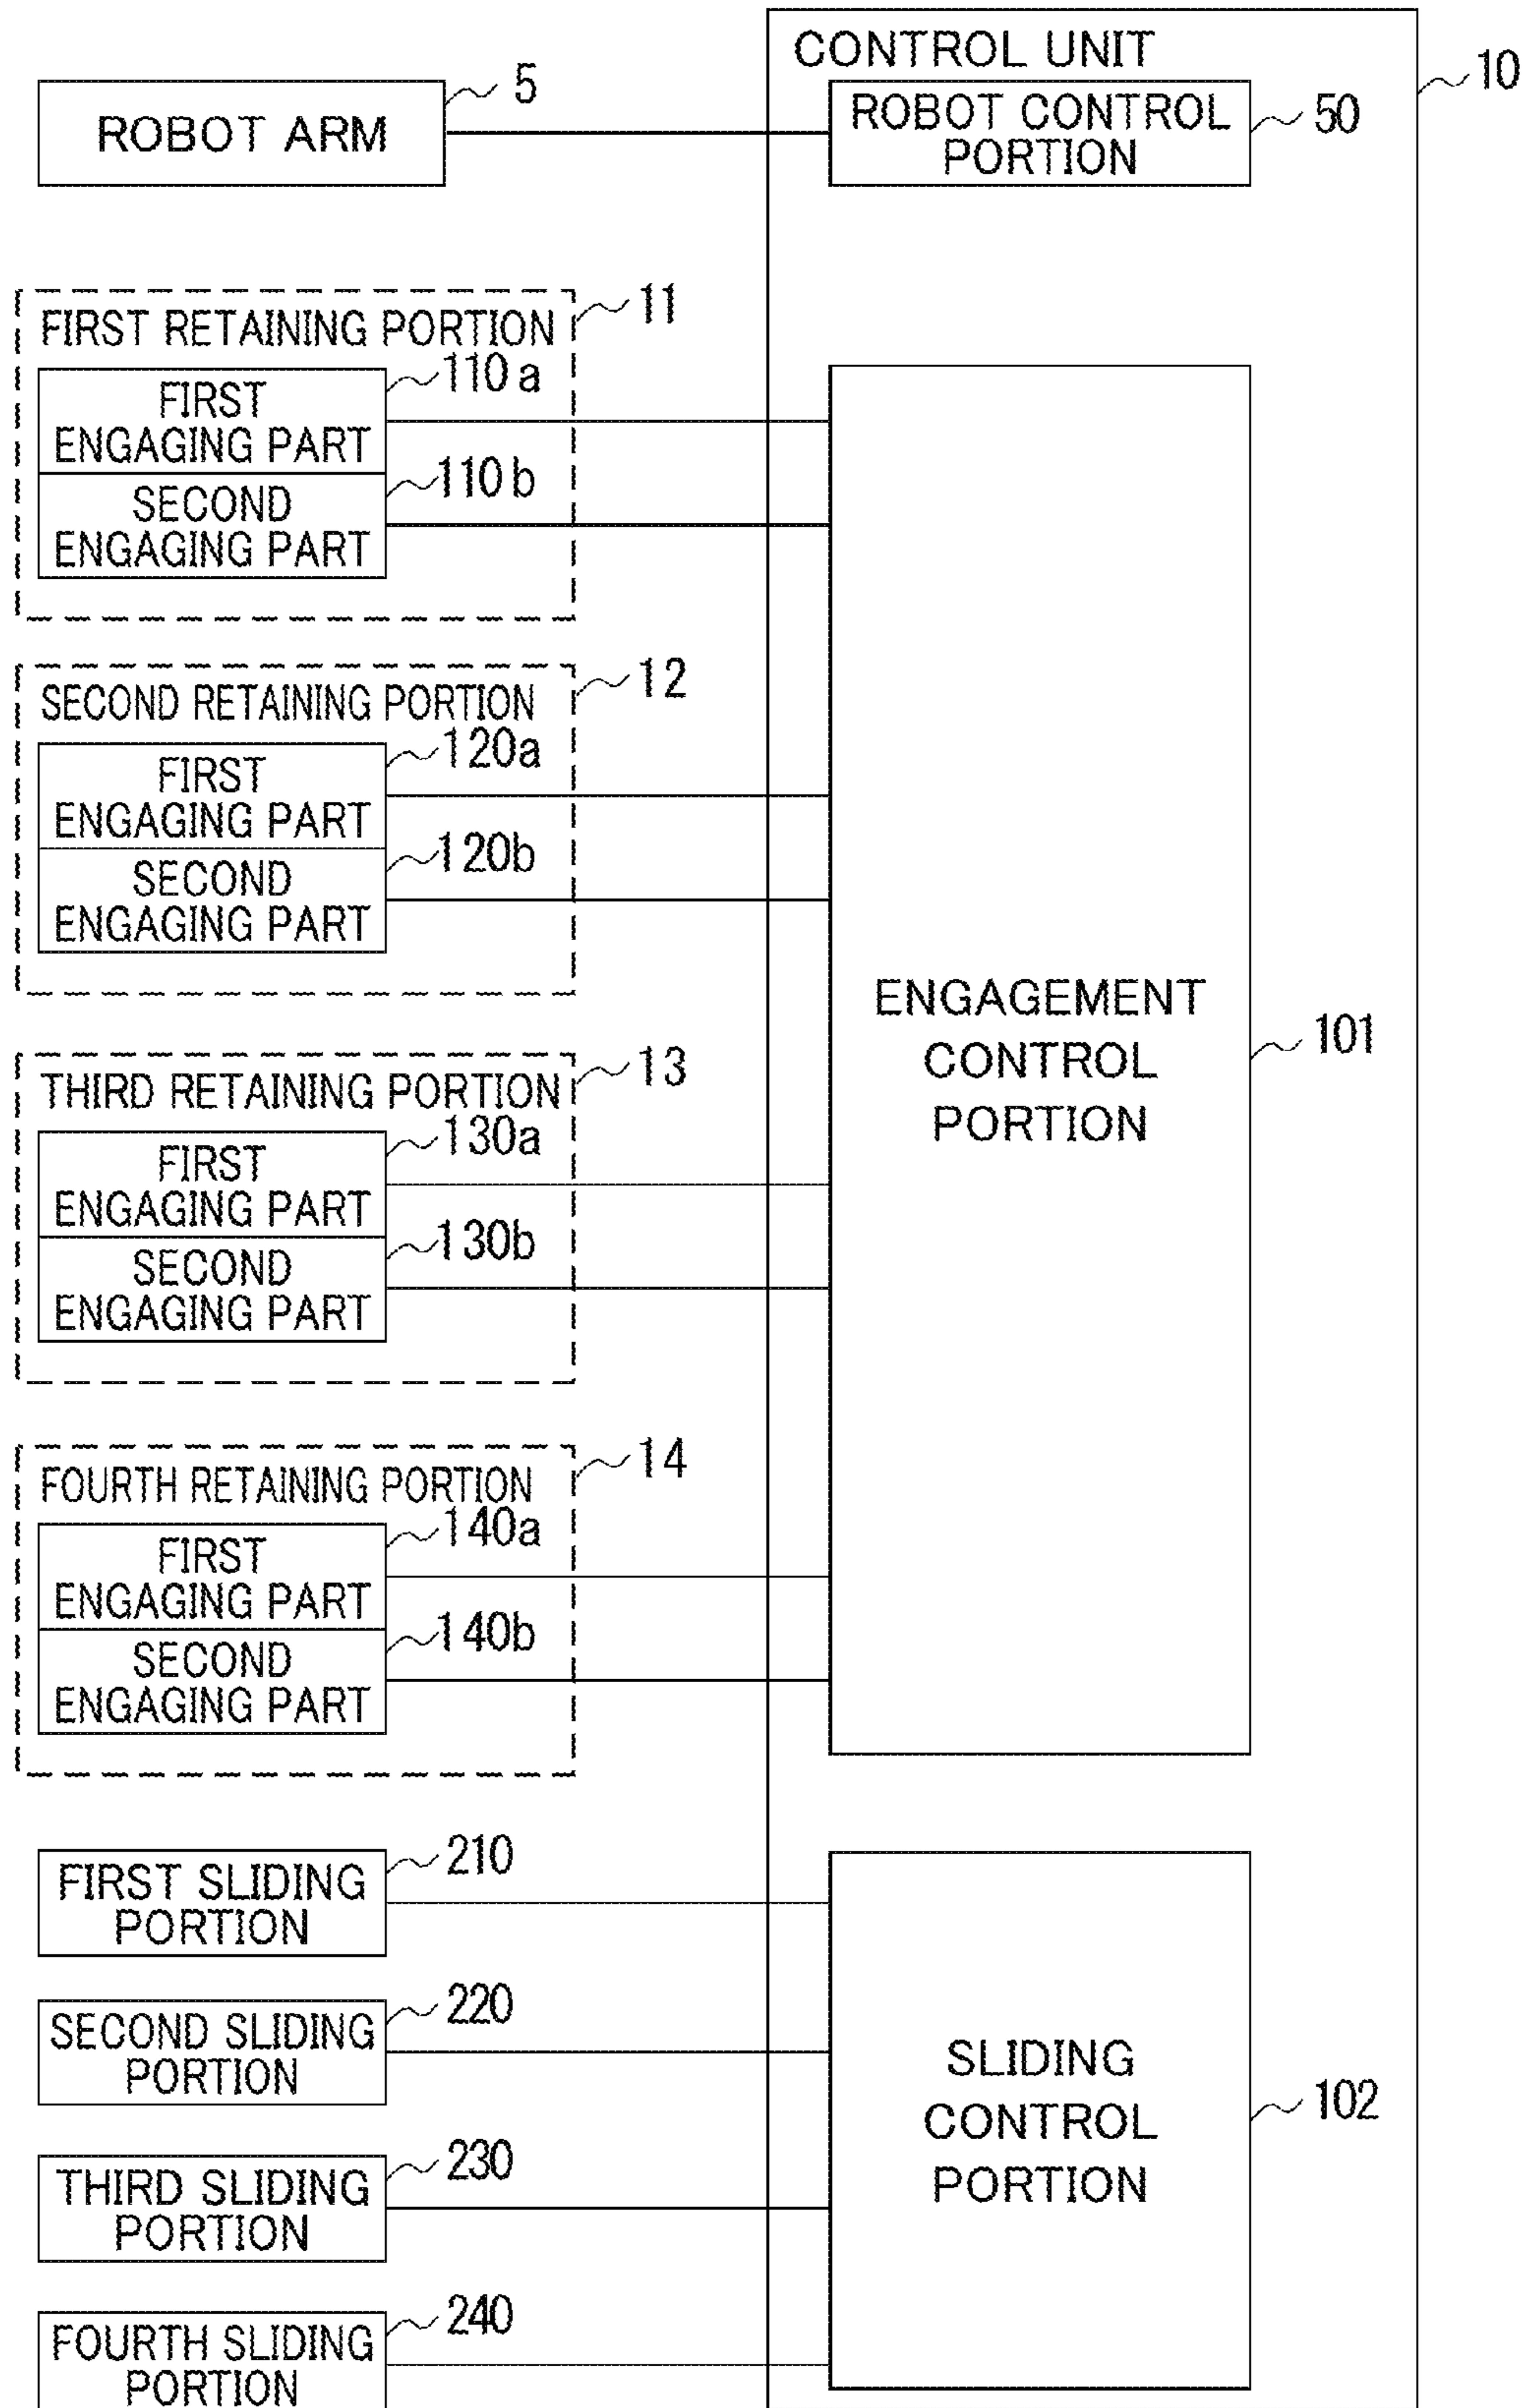 CONTROL UNIT
10
5
ROBOT ARM
ROBOT CONTROL
PORTION
50
11
FIRST RETAINING PORTION
110a
FIRST
ENGAGING PART
110b
SECOND
ENGAGING PART
12
SECOND RETAINING PORTION
120a
FIRST
ENGAGING PART
120b
SECOND
ENGAGING PART
13
THIRD RETAINING PORTION
130a
FIRST
ENGAGING PART
130b
SECOND
ENGAGING PART
14
FOURTH RETAINING PORTION
140a
FIRST
ENGAGING PART
140b
SECOND
ENGAGING PART
ENGAGEMENT
CONTROL
PORTION
101
210
FIRST SLIDING
PORTION
220
SECOND SLIDING
PORTION
230
THIRD SLIDING
PORTION
240
FOURTH SLIDING
PORTION
SLIDING
CONTROL
PORTION
102